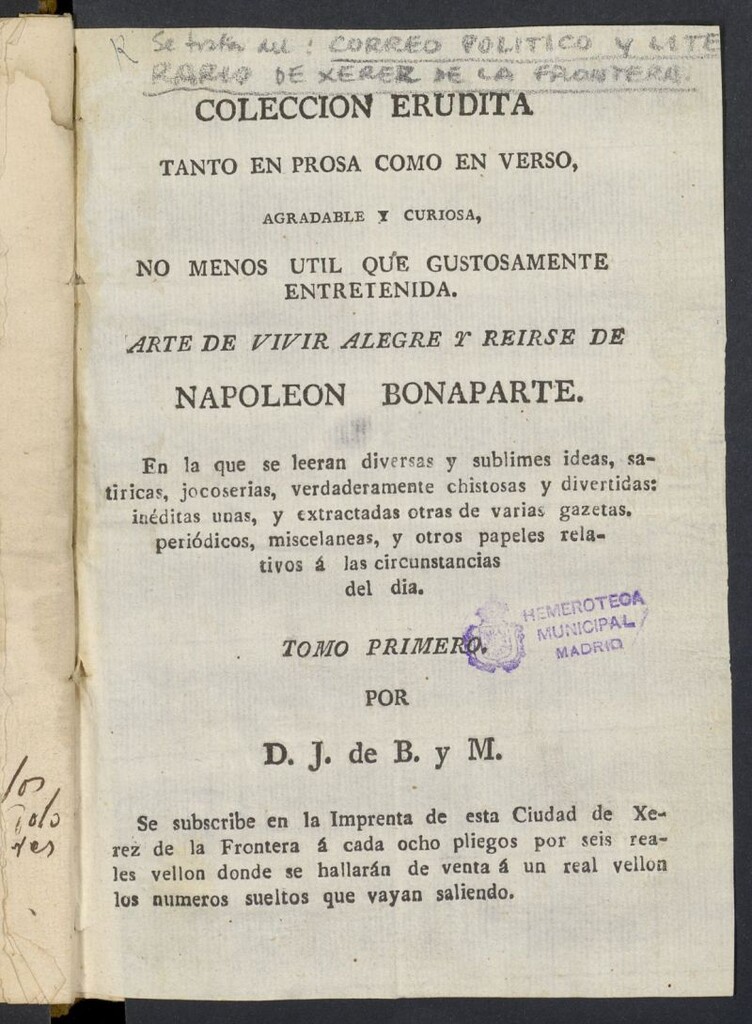 Se trata del: CORREO POLITICO Y LITE
RARIO DE XEREZ DE LA FRONTERA.
COLECCION ERUDITA
TANTO EN PROSA COMO EN VERSO,
AGRADABLE Y CURIOSA,
NO MENOS UTIL QUE GUSTOSAMENTE
ENTRETENIDA.
ARTE DE VIVIR ALEGRE Y REIRSE DE
NAPOLEON BONAPARTE.
En la que se leeran diversas y sublimes ideas, sa-
tiricas, jocoserias, verdaderamente chistosas y divertidas:
inéditas unas, y extractadas otras de varias gazetas.
periódicos, miscelaneas, y otros papeles rela-
tivos á las circunstancias
del dia.
HEMEROTECA
MUNICIPAL
MADRID
TOMO PRIMERO.
POR
D. J. de B. y M.
Se subscribe en la Imprenta de esta Ciudad de Xe-
rez de la Frontera á cada ocho pliegos por seis rea-
les vellon donde se hallarán de venta á un real vellon
los numeros sueltos que vayan saliendo.
los